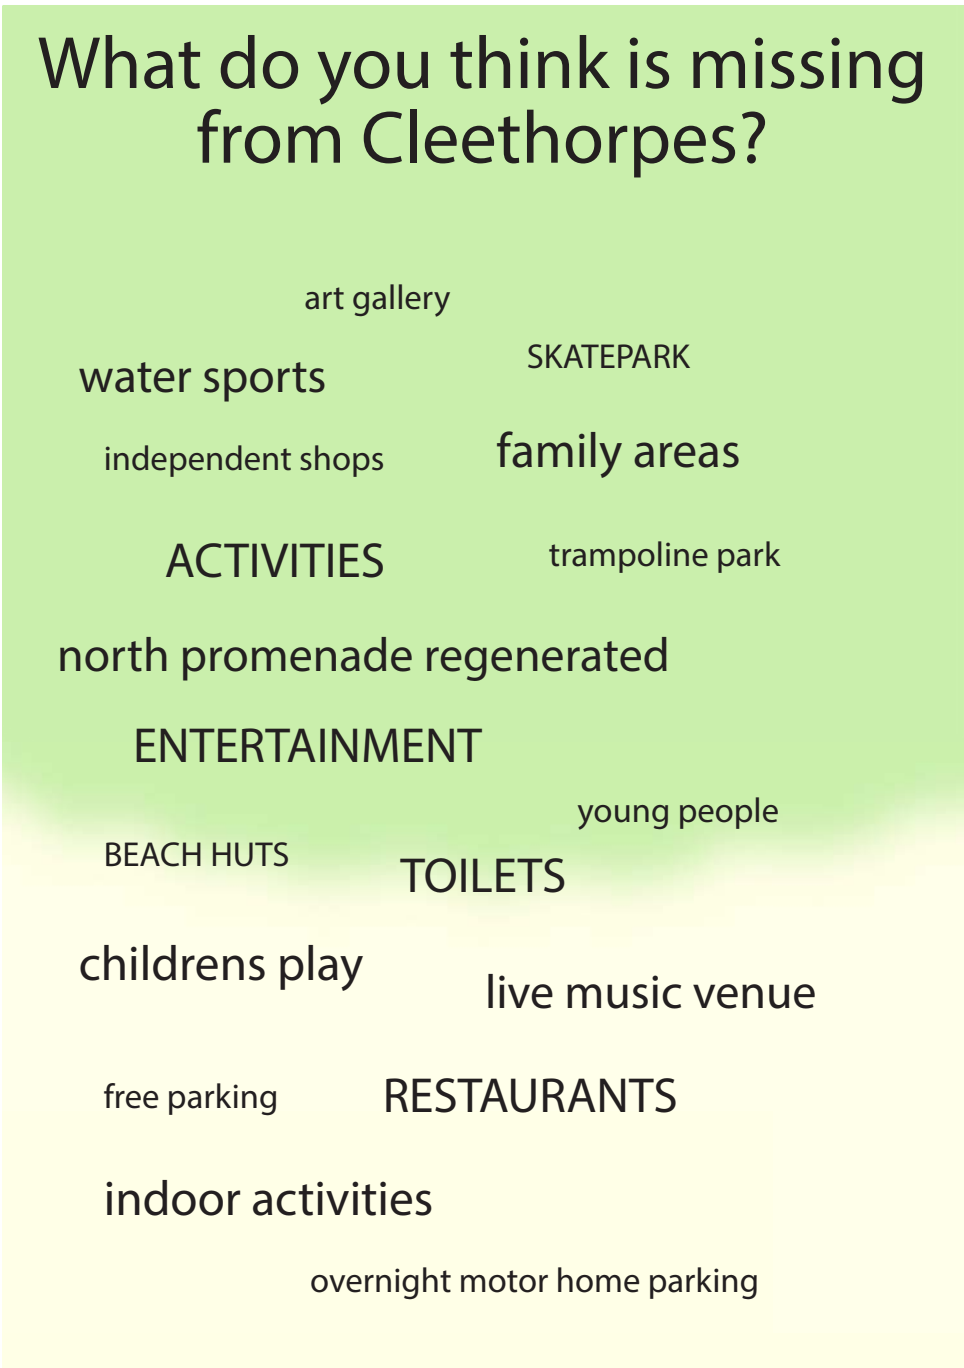 What do you think is missing
from Cleethorpes?
art gallery
SKATEPARK
water sports
family areas
independent shops
trampoline park
ACTIVITIES
north promenade regenerated
ENTERTAINMENT
young people
BEACH HUTS
TOILETS
childrens play
live music venue
free parking
RESTAURANTS
indoor activities
overnight motor home parking